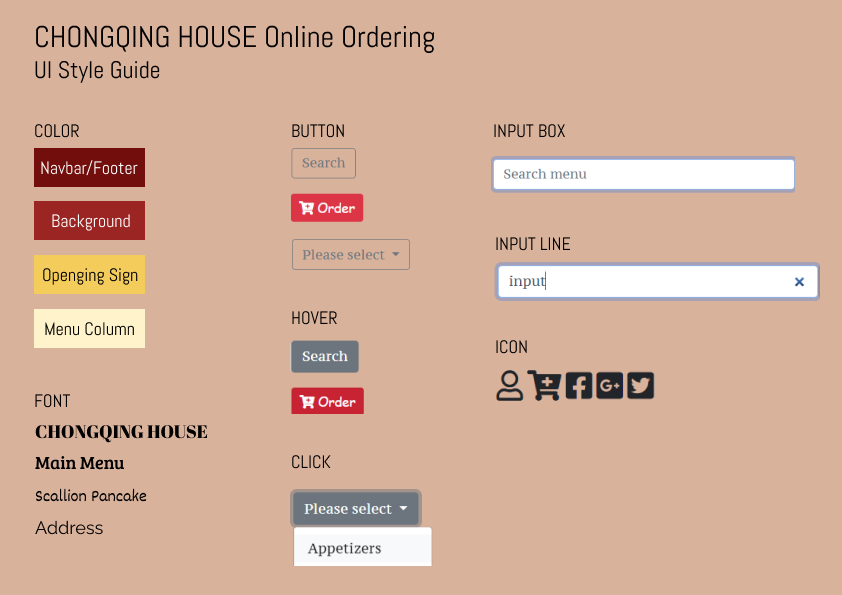 CHONGQING HOUSE Online Ordering
UI Style Guide
COLOR
Navbar/Footer
Background
Openging Sign
Menu Column
FONT
CHONGQING HOUSE
Main Menu
Scallion Pancake
Address
BUTTON
Search
Order
Please select
HOVER
Search
Order
CLICK
Please select
Appetizers
INPUT BOX
Search menu
INPUT LINE
input
ICON
G+